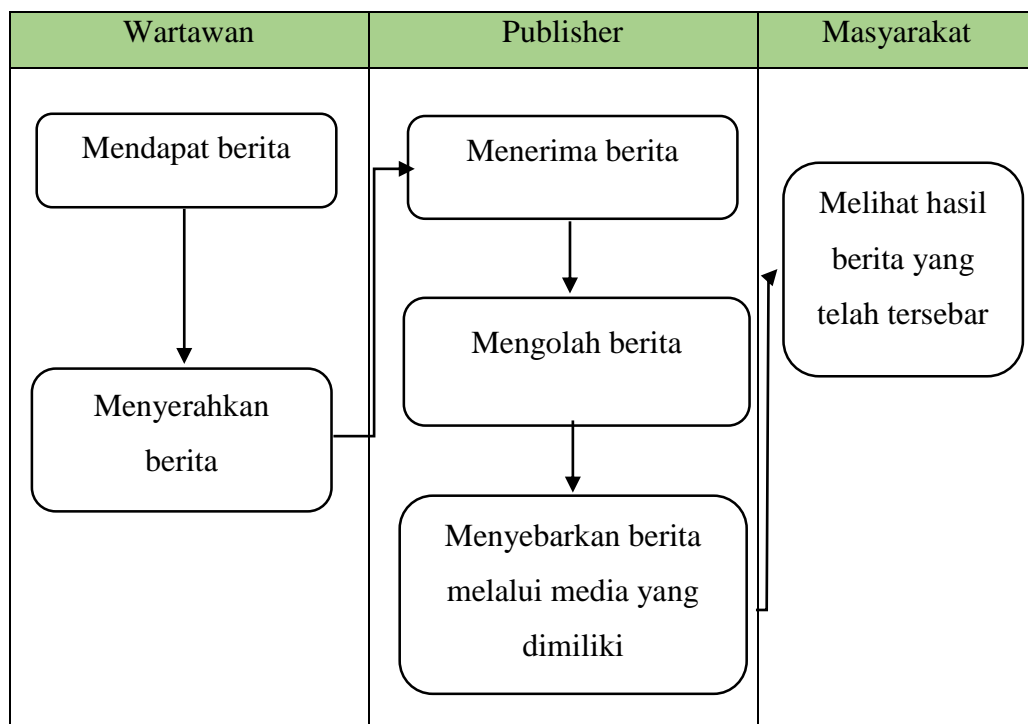 Wartawan
Publisher
Masyarakat
Mendapat berita
Menyerahkan
berita
Menerima berita
Mengolah berita
Menyebarkan berita
melalui media yang
dimiliki
Melihat hasil
berita yang
telah tersebar